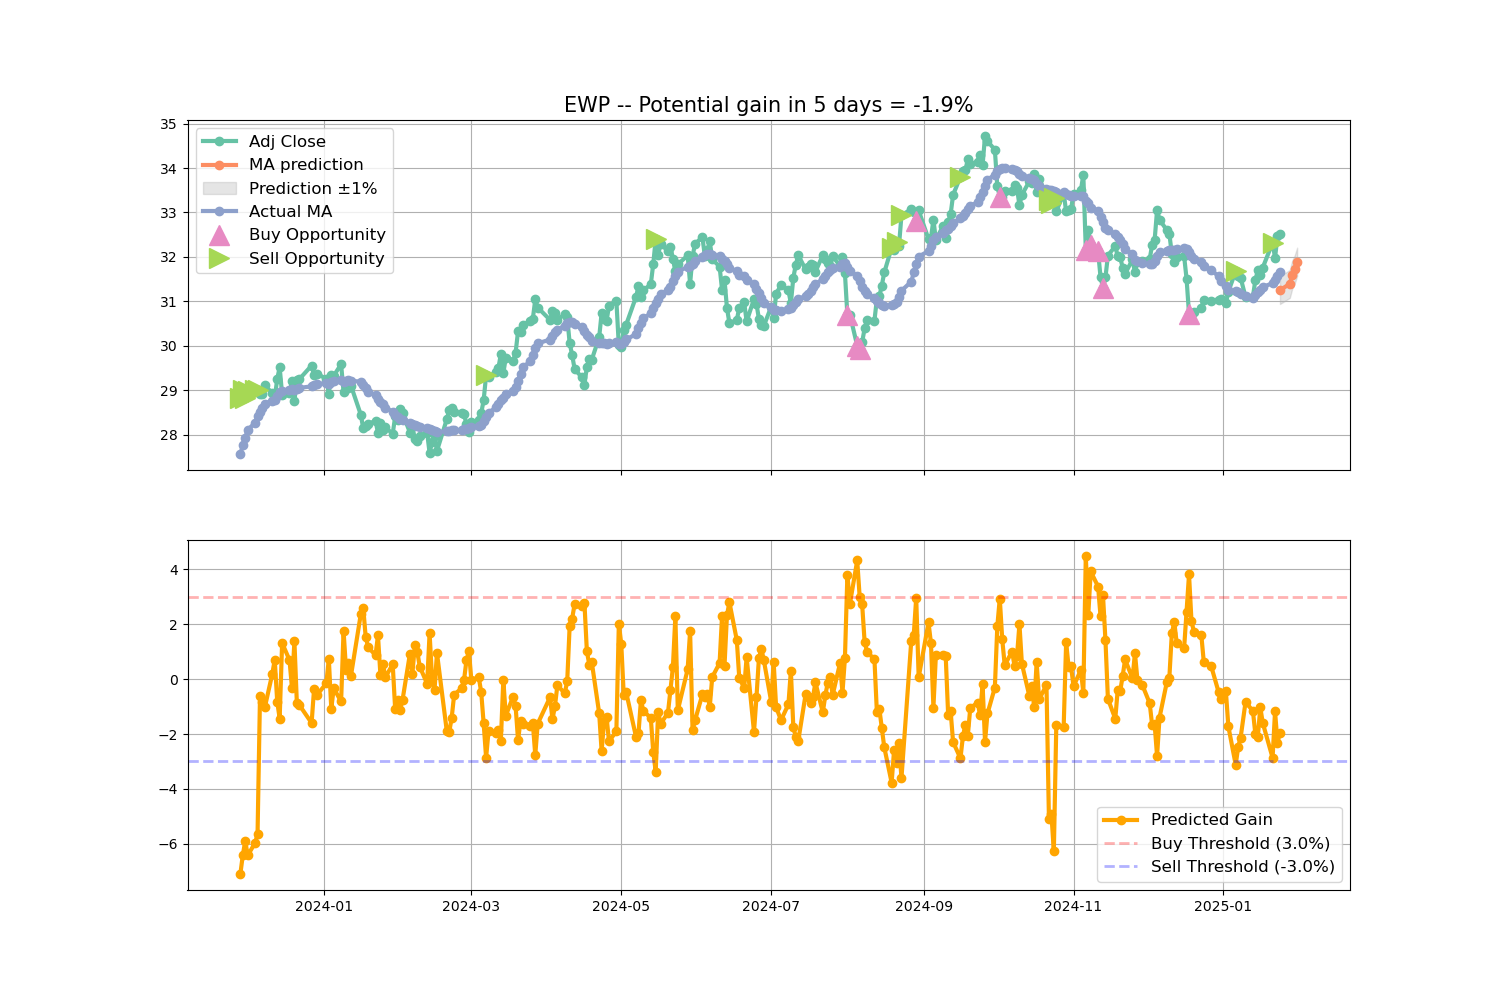 EWP -- Potential gain in 5 days = -1.9%
35
34
33
32
31
30
29
28
Adj Close
MA prediction
Prediction ±1%
Actual MA
Buy Opportunity
Sell Opportunity
4
2
0
−2
−4
−6
Predicted Gain
Buy Threshold (3.0%)
Sell Threshold (-3.0%)
2024-01
2024-03
2024-05
2024-07
2024-09
2024-11
2025-01